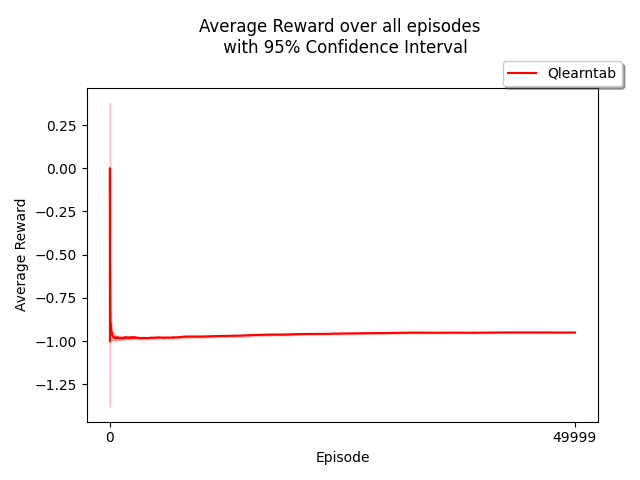 Average Reward over all episodes
with 95% Confidence Interval
Qlearntab
0.25
0.00
−0.25
−0.50
−0.75
−1.00
−1.25
Average Reward
0
49999
Episode